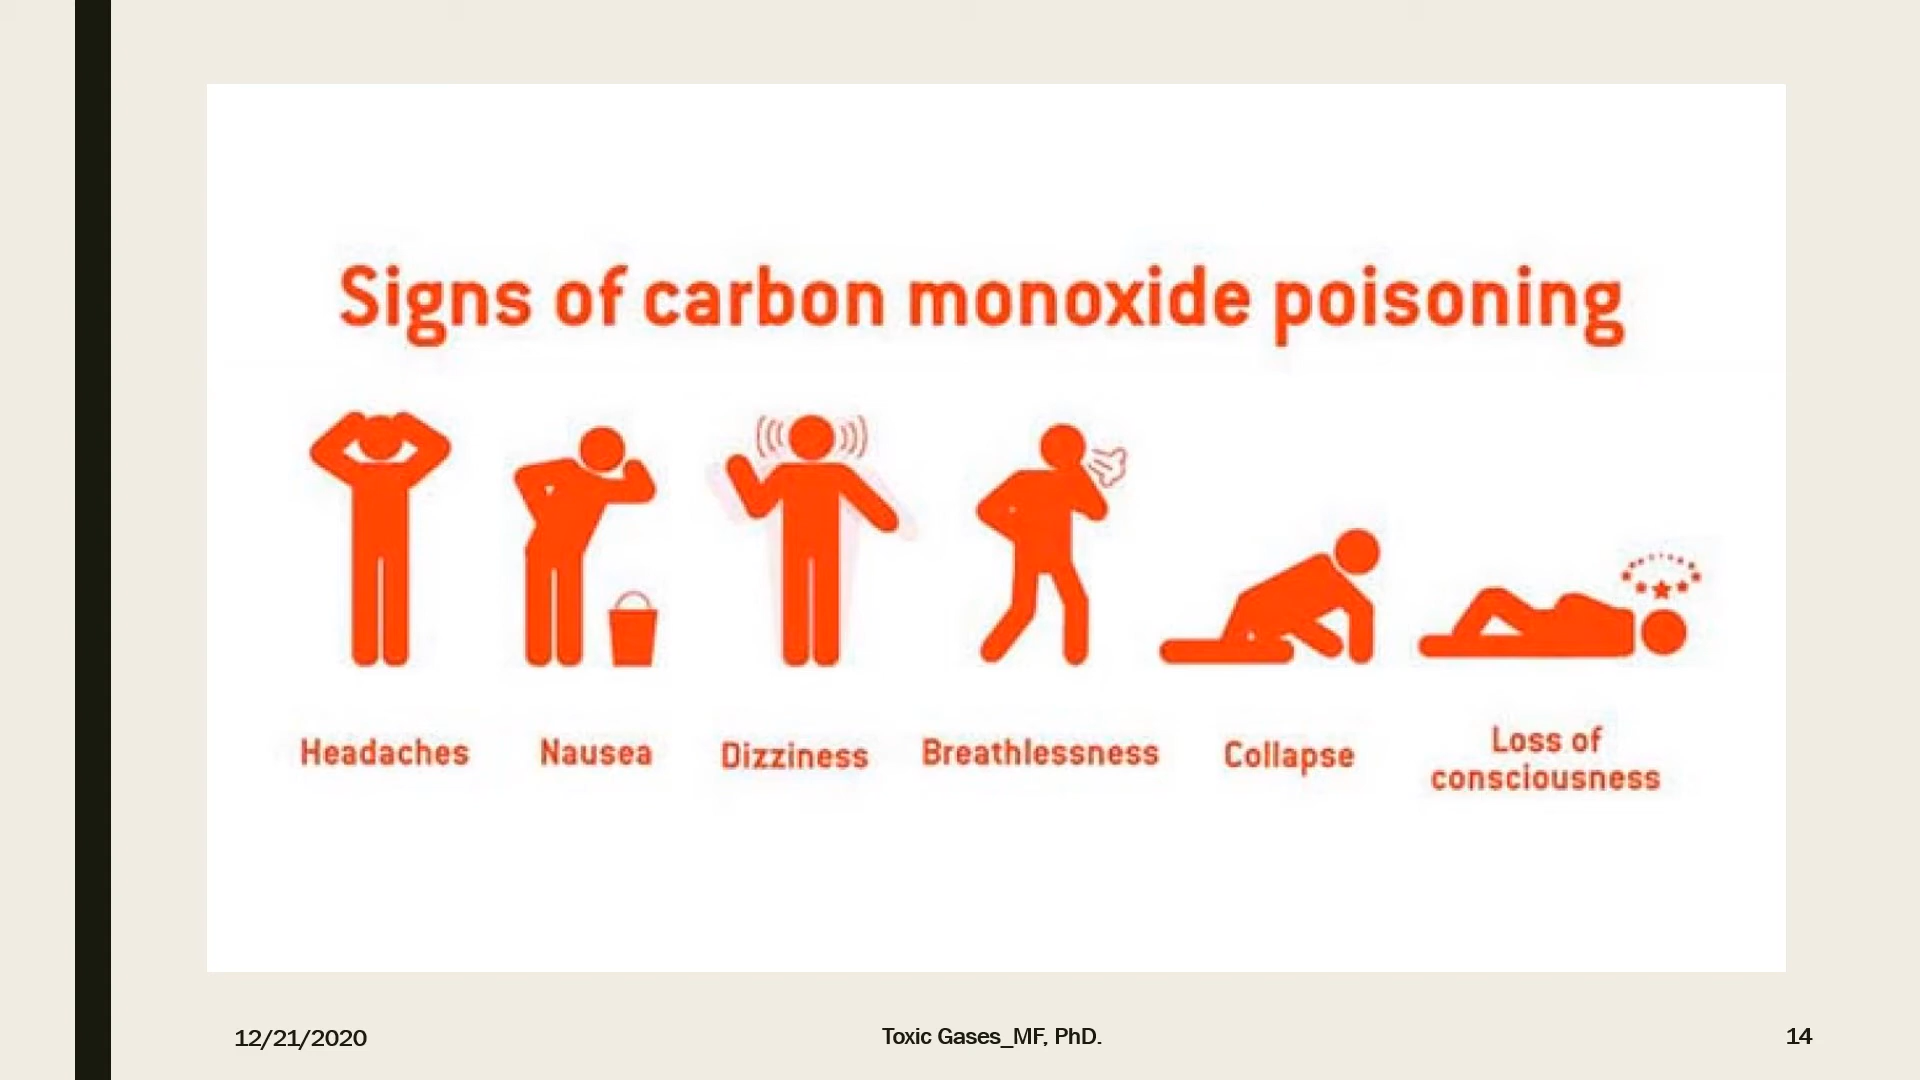 Signs of carbon monoxide poisoning
Headaches
Nausea
Dizziness
Breathlessness
Collapse
Loss of
consciousness
12/21/2020
Toxic Gases_MF, PhD.
14